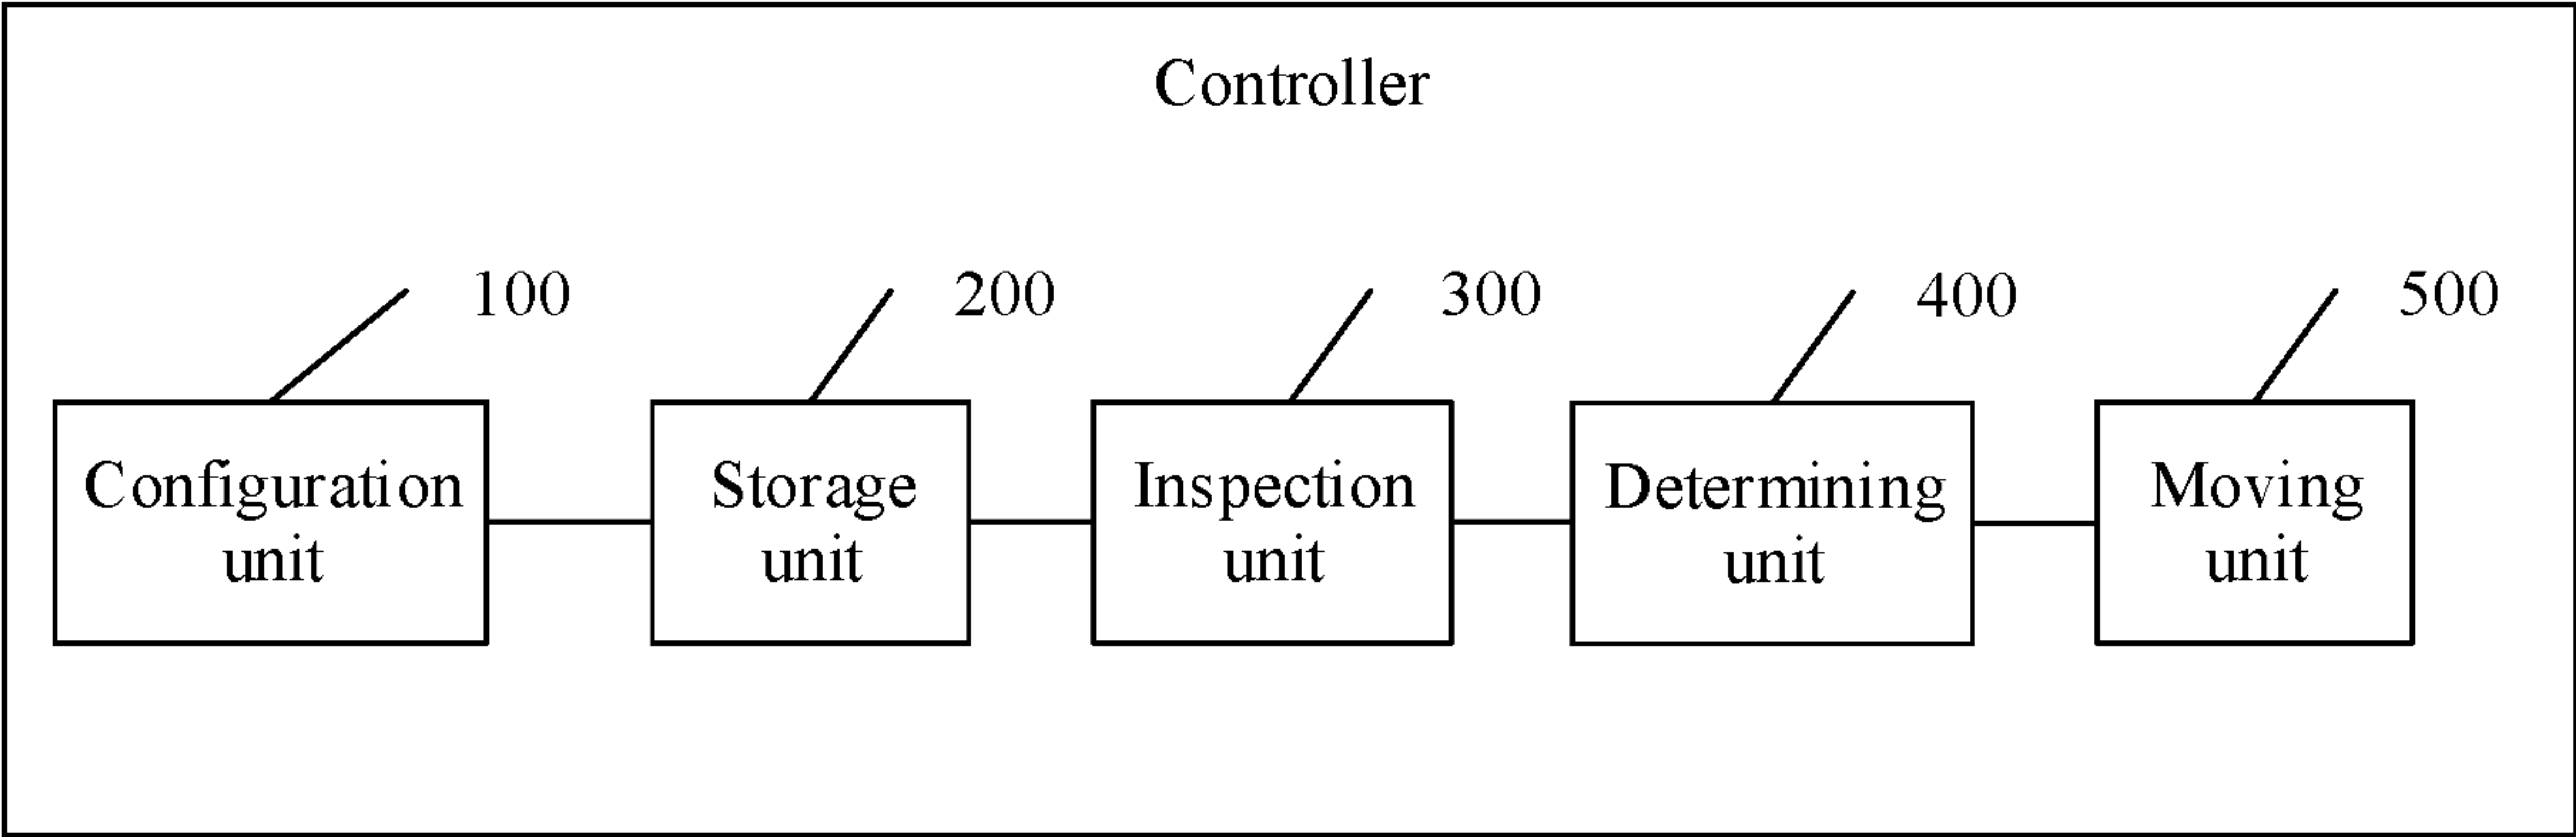 Controller
100
200
300
400
500
Configuration
unit
Storage
unit
Inspection
unit
Determining
unit
Moving
unit